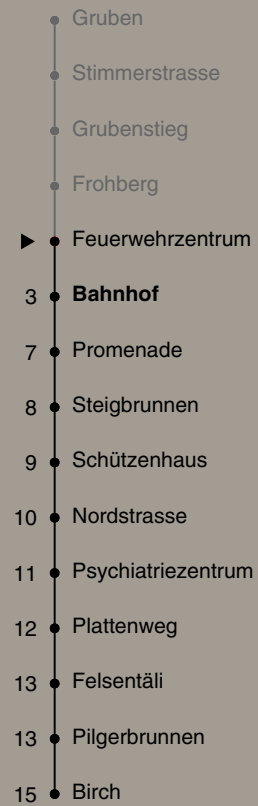 Gruben
Stimmerstrasse
Grubenstieg
Frohberg
Feuerwehrzentrum
3 Bahnhof
7 Promenade
8 Steigbrunnen
9 Schützenhaus
10 Nordstrasse
11 Psychiatriezentrum
12 Plattenweg
13 Felsentäli
13 Pilgerbrunnen
15 Birch